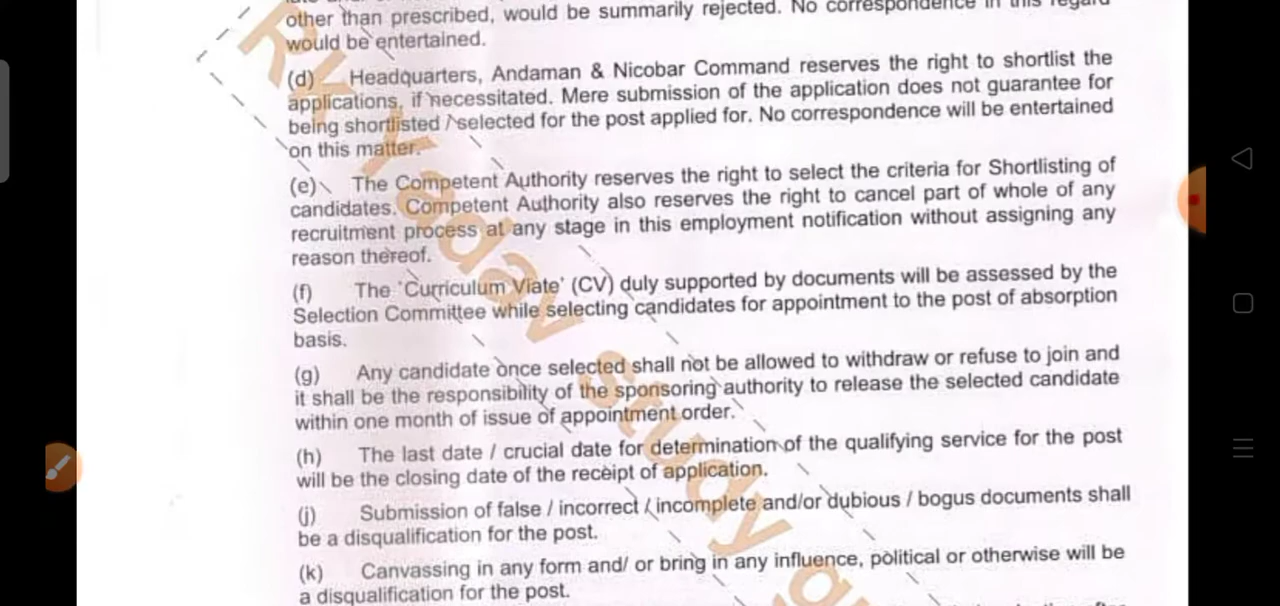 other than prescribed, would be summarily rejected. No correspondence in this regard
would be entertained.
(d) Headquarters, Andaman & Nicobar Command reserves the right to shortlist the
applications, if necessitated. Mere submission of the application does not guarantee for
being shortlisted / selected for the post applied for. No correspondence will be entertained
on this matter.
(e) The Competent Authority reserves the right to select the criteria for Shortlisting of
candidates. Competent Authority also reserves the right to cancel part of whole of any
recruitment process at any stage in this employment notification without assigning any
reason thereof.
(f) The 'Curriculum Viate' (CV) duly supported by documents will be assessed by the
Selection Committee while selecting candidates for appointment to the post of absorption
basis.
(g) Any candidate once selected shall not be allowed to withdraw or refuse to join and
it shall be the responsibility of the sponsoring authority to release the selected candidate
within one month of issue of appointment order.
(h) The last date / crucial date for determination of the qualifying service for the post
will be the closing date of the receipt of application.
(j) Submission of false / incorrect / incomplete and/or dubious / bogus documents shall
be a disqualification for the post.
(k) Canvassing in any form and/ or bring in any influence, political or otherwise will be
a disqualification for the post.
RK Yadav study